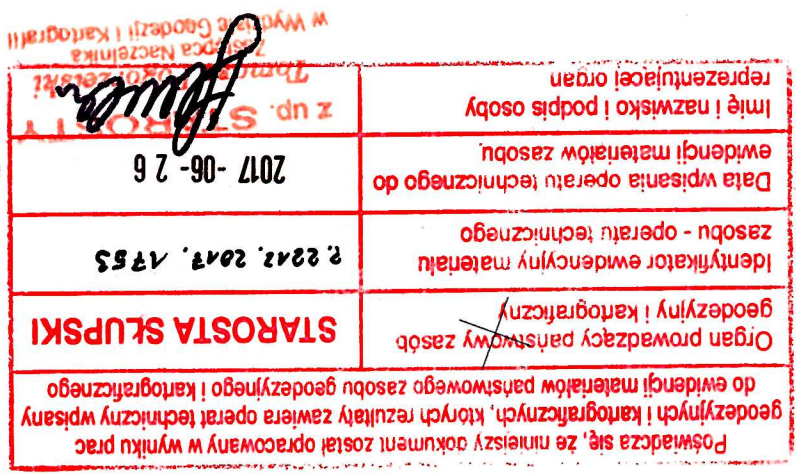 Poświadcza się, że niniejszy dokument został opracowany w wyniku prac
geodezyjnych i kartograficznych, których rezultaty zawiera operat techniczny wpisany
do ewidencji materiałów państwowego zasobu geodezyjnego i kartograficznego
Organ prowadzący państwowy zasób
geodezyjny i kartograficzny
STAROSTA SŁUPSKI
Identyfikator ewidencyjny materiału
zasobu - operatu technicznego
P.2212.2017.1753
Data wpisania operatu technicznego do
ewidencji materiałów zasobu.
2017 -06- 26
Imię i nazwisko i podpis osoby
reprezentującej organ
z up. STAROSTY
Zastępca Naczelnika
w Wydziale Geodezji i Kartografii